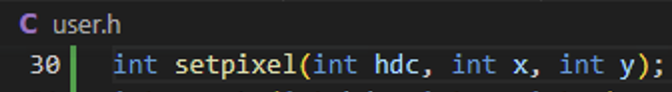 C user.h
30 int setpixel(int hdc, int x, int y);